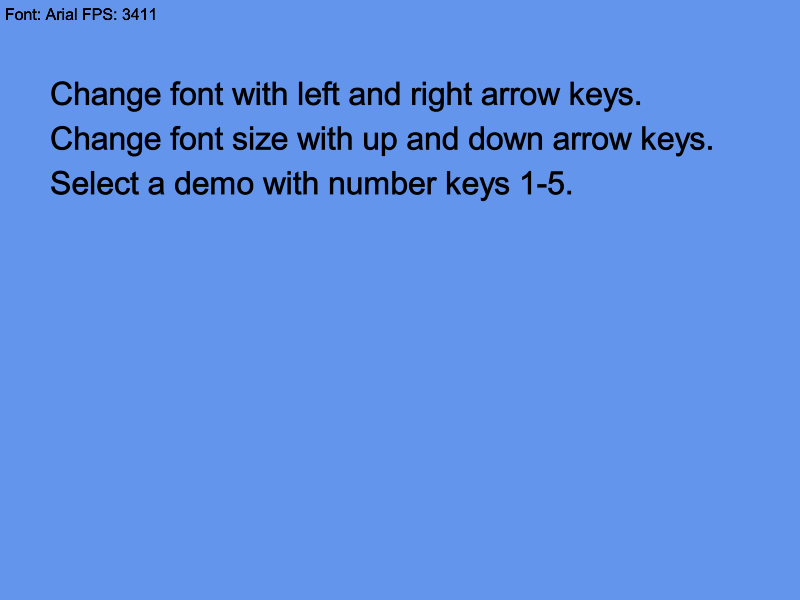 Font: Arial FPS: 3411
Change font with left and right arrow keys.
Change font size with up and down arrow keys.
Select a demo with number keys 1-5.